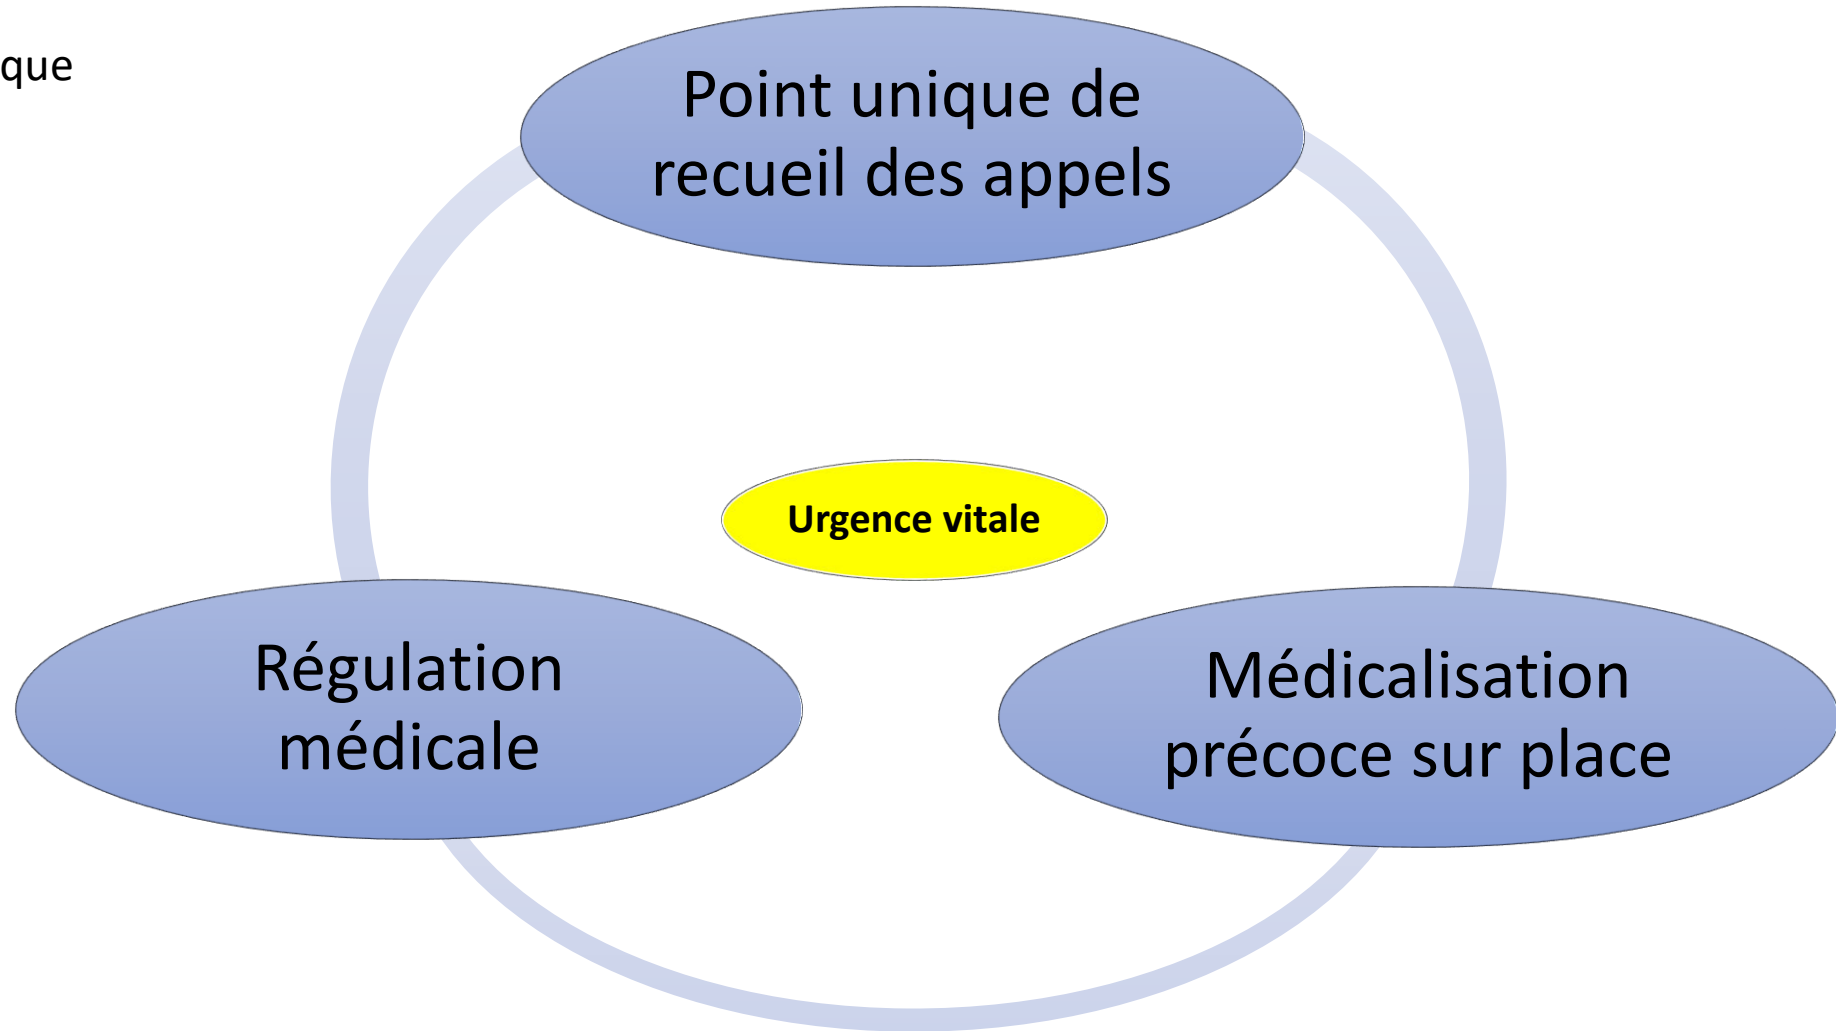 que
Point unique de
recueil des appels
Urgence vitale
Régulation
médicale
Médicalisation
précoce sur place